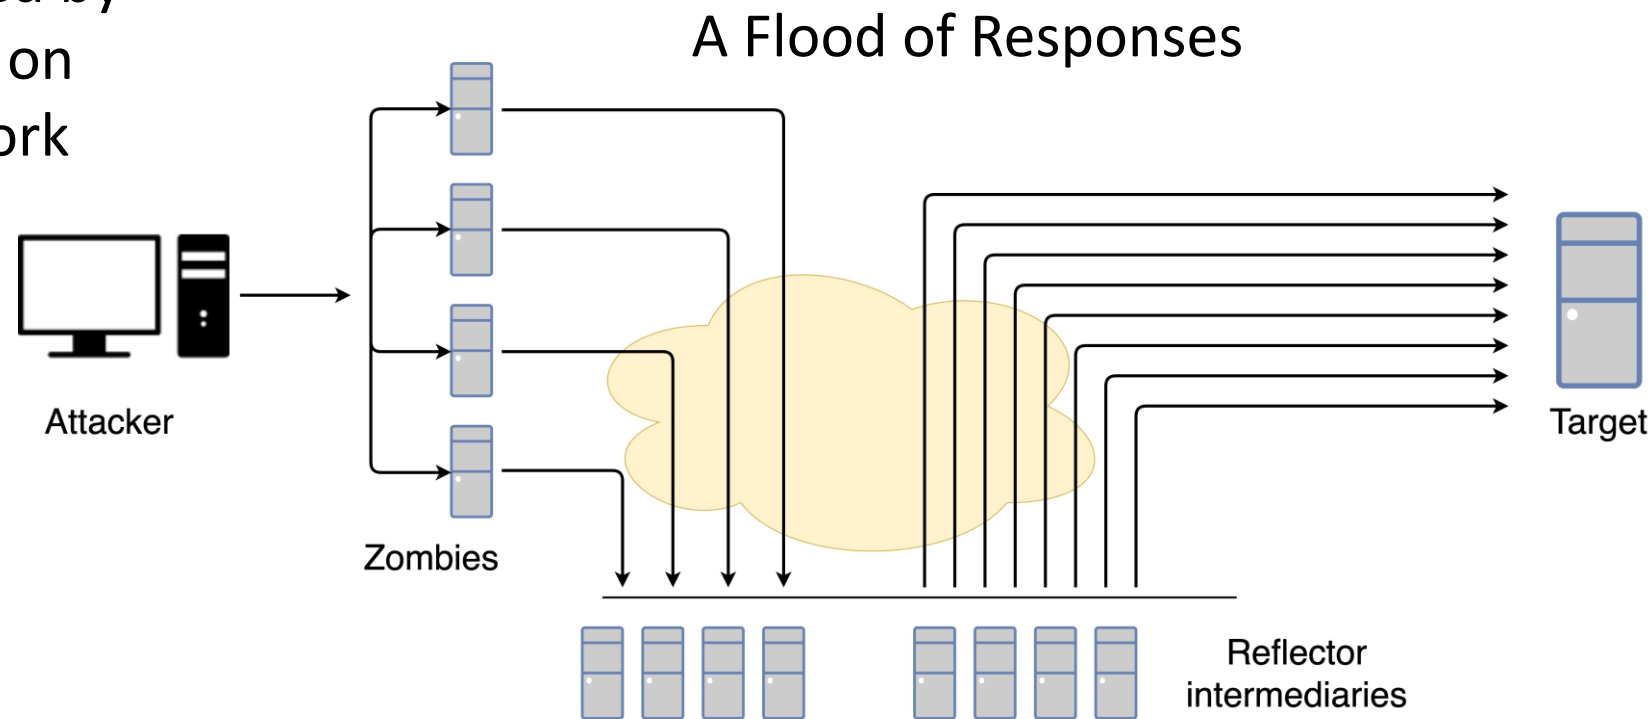 on
A Flood of Responses
Attacker
Zombies
Target
Reflector
intermediaries